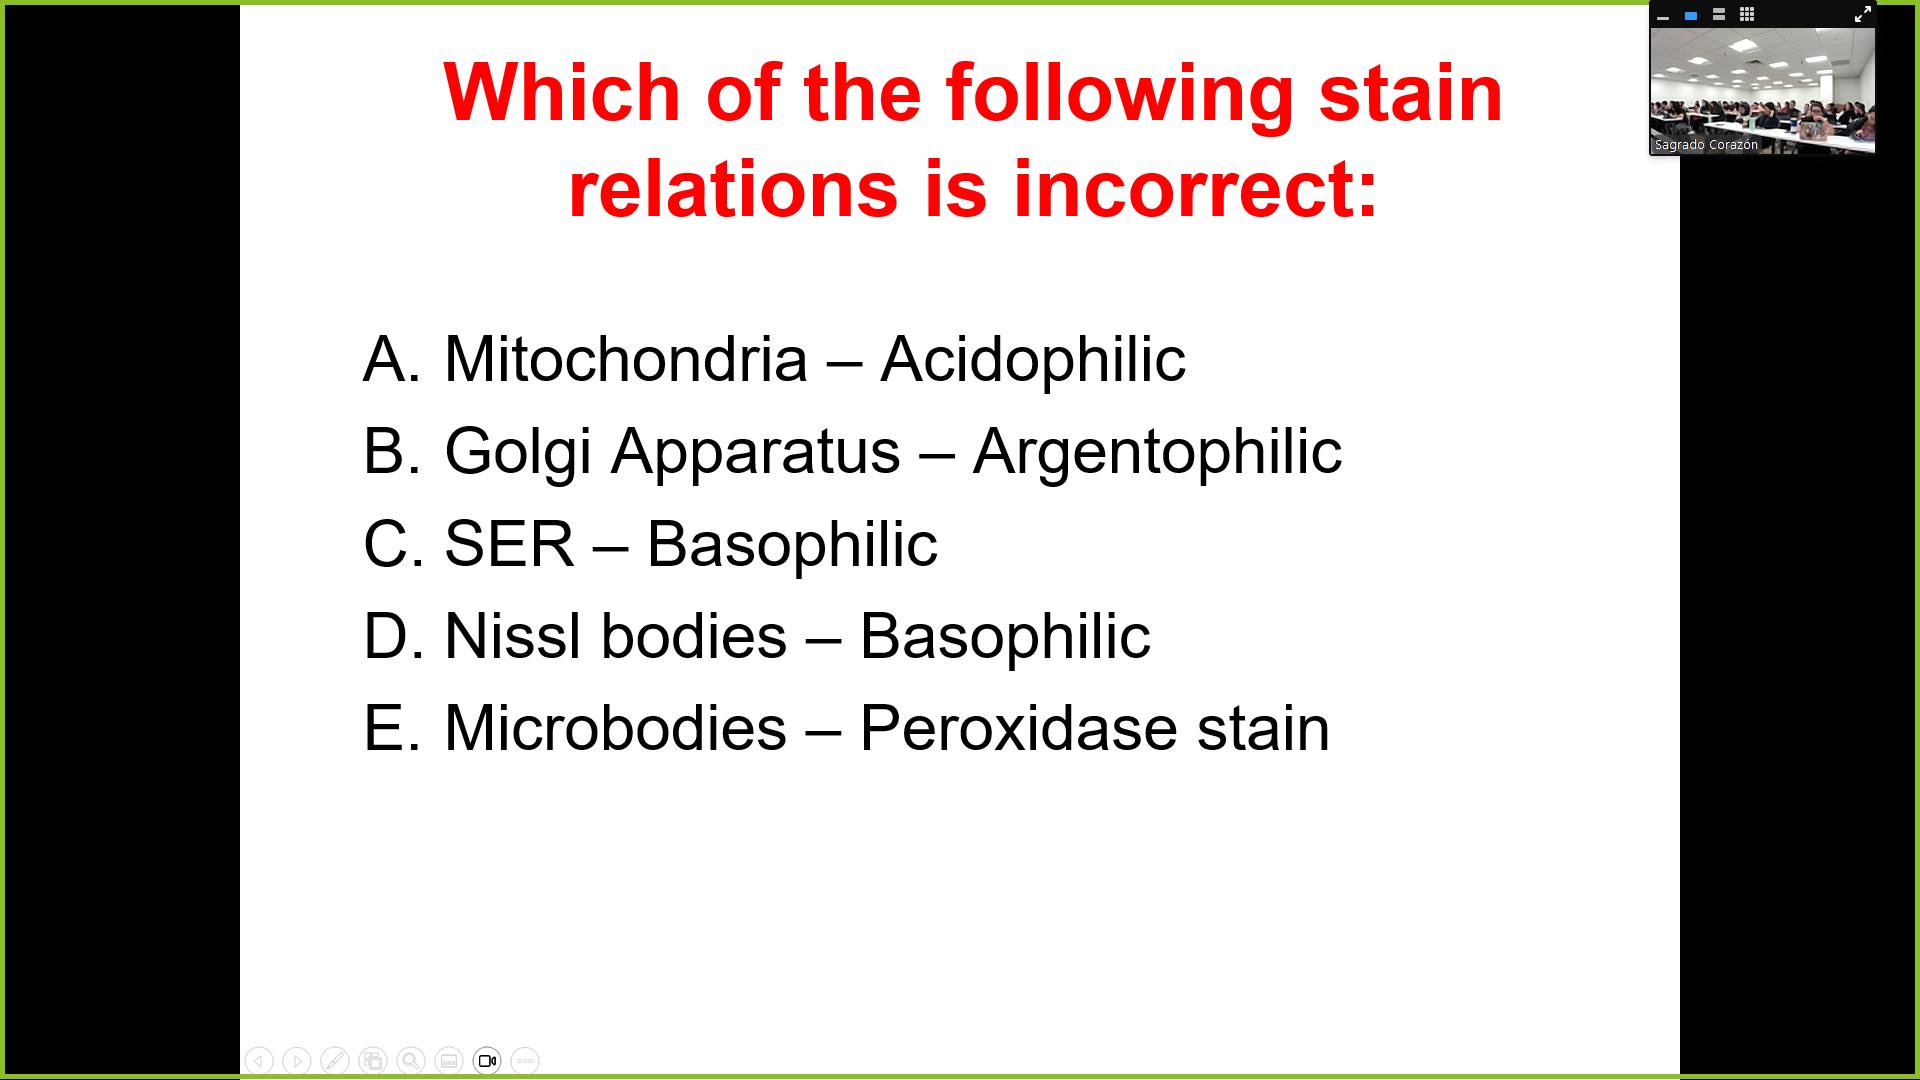 Which of the following stain
relations is incorrect:
A. Mitochondria – Acidophilic
B. Golgi Apparatus – Argentophilic
C. SER – Basophilic
D. Nissl bodies – Basophilic
E. Microbodies – Peroxidase stain
Sagrado Corazón